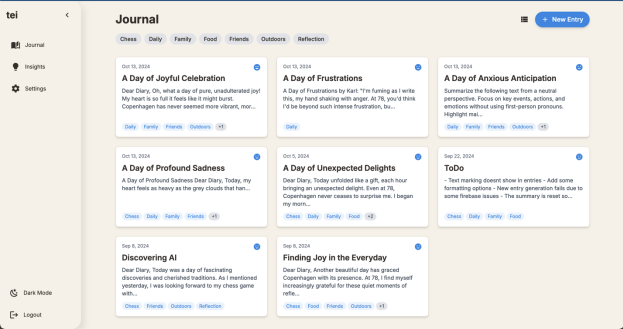 tei
Journal
Insights
Settings
Dark Mode
Logout
Journal
+ New Entry
Chess Daily Family Food Friends Outdoors Reflection
Oct 13, 2024
A Day of Joyful Celebration
Dear Diary, Oh, what a day of pure, unadulterated joy!
My heart is so full it feels like it might burst.
Copenhagen has never seemed more vibrant, mor...
Daily Family Friends Outdoors +1
Oct 13, 2024
A Day of Frustrations
A Day of Frustrations by Karl: "I'm fuming as I write
this, my hand shaking with anger. At 78, you'd think
I'd be beyond such intense frustration, bu...
Daily
Oct 13, 2024
A Day of Anxious Anticipation
Summarize the following text from a neutral
perspective. Focus on key events, actions, and
emotions without using first-person pronouns.
Highlight mai...
Daily Family Friends Outdoors +1
Oct 13, 2024
A Day of Profound Sadness
A Day of Profound Sadness Dear Diary, Today, my
heart feels as heavy as the grey clouds that han...
Chess Daily Family Friends +1
Oct 5, 2024
A Day of Unexpected Delights
Dear Diary, Today unfolded like a gift, each hour
bringing an unexpected delight. Even at 78,
Copenhagen never ceases to surprise me. I began
my morn...
Chess Daily Family Food +2
Sep 22, 2024
ToDo
- Text marking doesnt show in entries - Add some
formatting options - New entry generation fails due to
some firebase issues - The summary is reset so...
Chess Daily Family Food
Sep 8, 2024
Discovering AI
Dear Diary, Today was a day of fascinating
discoveries and cherished traditions. As I mentioned
yesterday, I was looking forward to my chess game
with...
Chess Friends Outdoors Reflection
Sep 8, 2024
Finding Joy in the Everyday
Dear Diary, Another beautiful day has graced
Copenhagen with its presence. At 78, I find myself
increasingly grateful for these quiet moments of
refle...
Chess Food Friends Outdoors +1